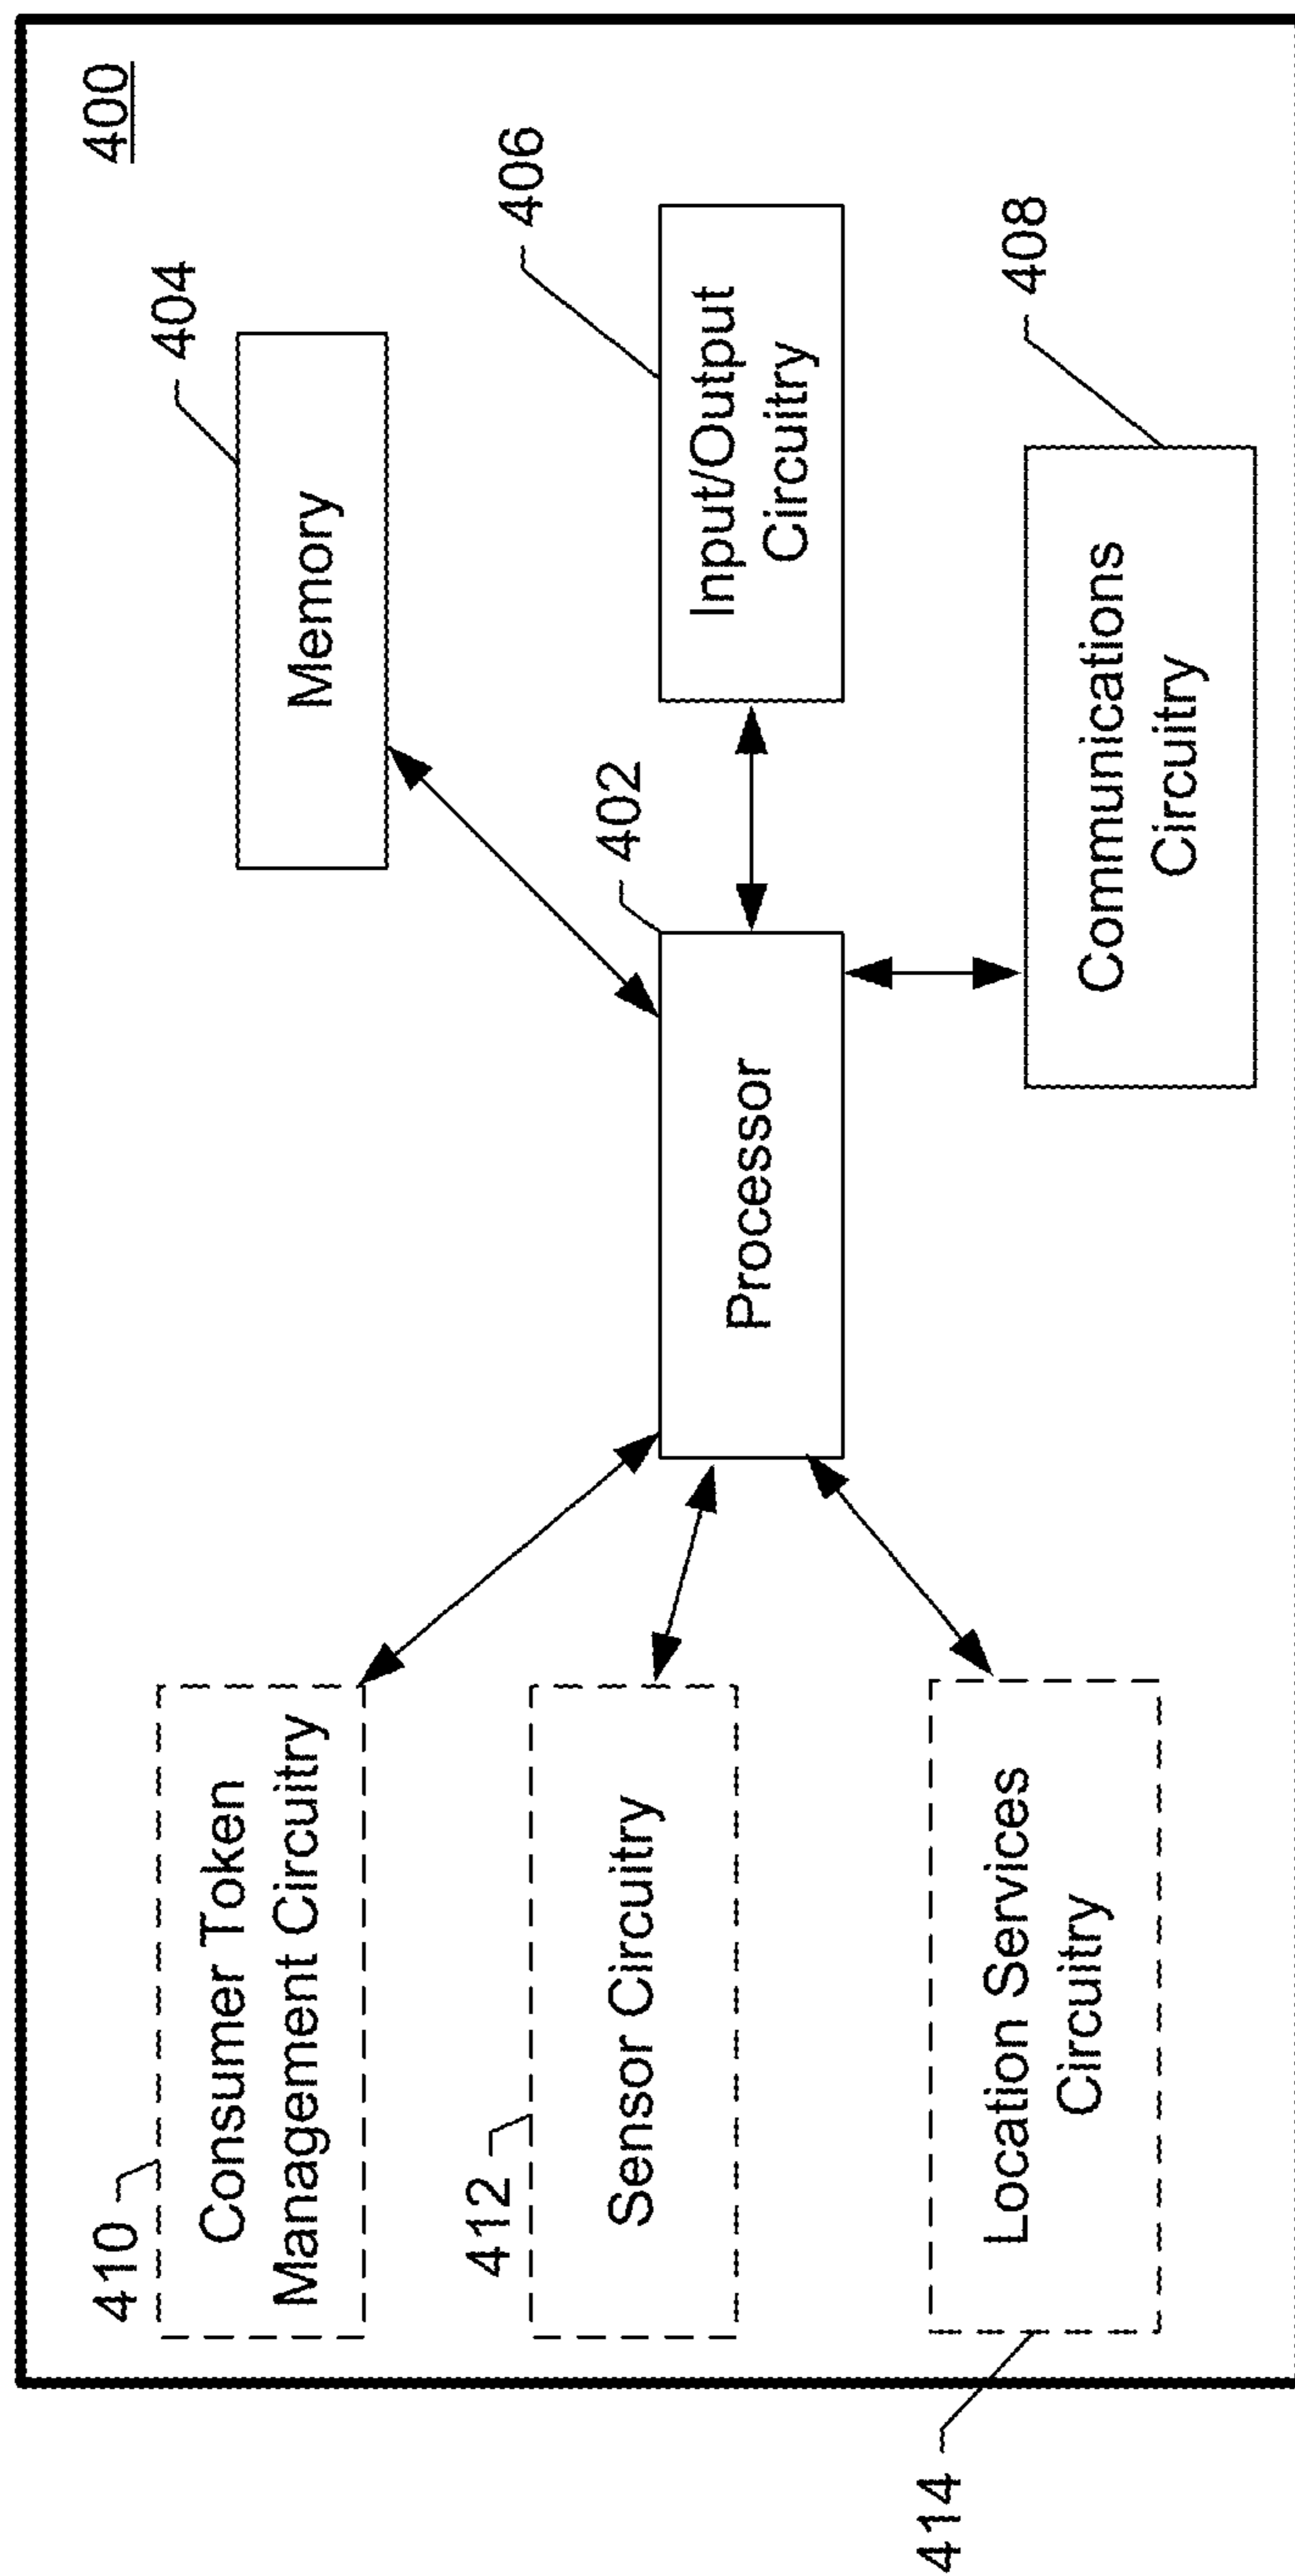 400
404
Memory
406
Input/Output
Circuitry
402
Processor
408
Communications
Circuitry
410
Consumer Token
Management Circuitry
412
Sensor Circuitry
414
Location Services
Circuitry